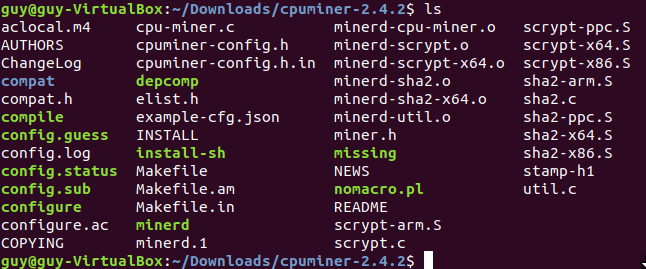 guy@guy-VirtualBox:~/Downloads/cpuminer-2.4.2$ ls
aclocal.m4 cpu-miner.c minerd-cpu-miner.o scrypt-ppc.S
AUTHORS cpuminer-config.h minerd-scrypt.o scrypt-x64.S
ChangeLog cpuminer-config.h.in minerd-scrypt-x64.o scrypt-x86.S
compat depcomp minerd-sha2.o sha2-arm.S
compat.h elist.h minerd-sha2-x64.o sha2.c
compile example-cfg.json minerd-util.o sha2-ppc.S
config.guess INSTALL miner.h sha2-x64.S
config.log install-sh missing sha2-x86.S
config.status Makefile NEWS stamp-h1
config.sub Makefile.am nomacro.pl util.c
configure Makefile.in README
configure.ac minerd scrypt-arm.S
COPYING minerd.1 scrypt.c
guy@guy-VirtualBox:~/Downloads/cpuminer-2.4.2$